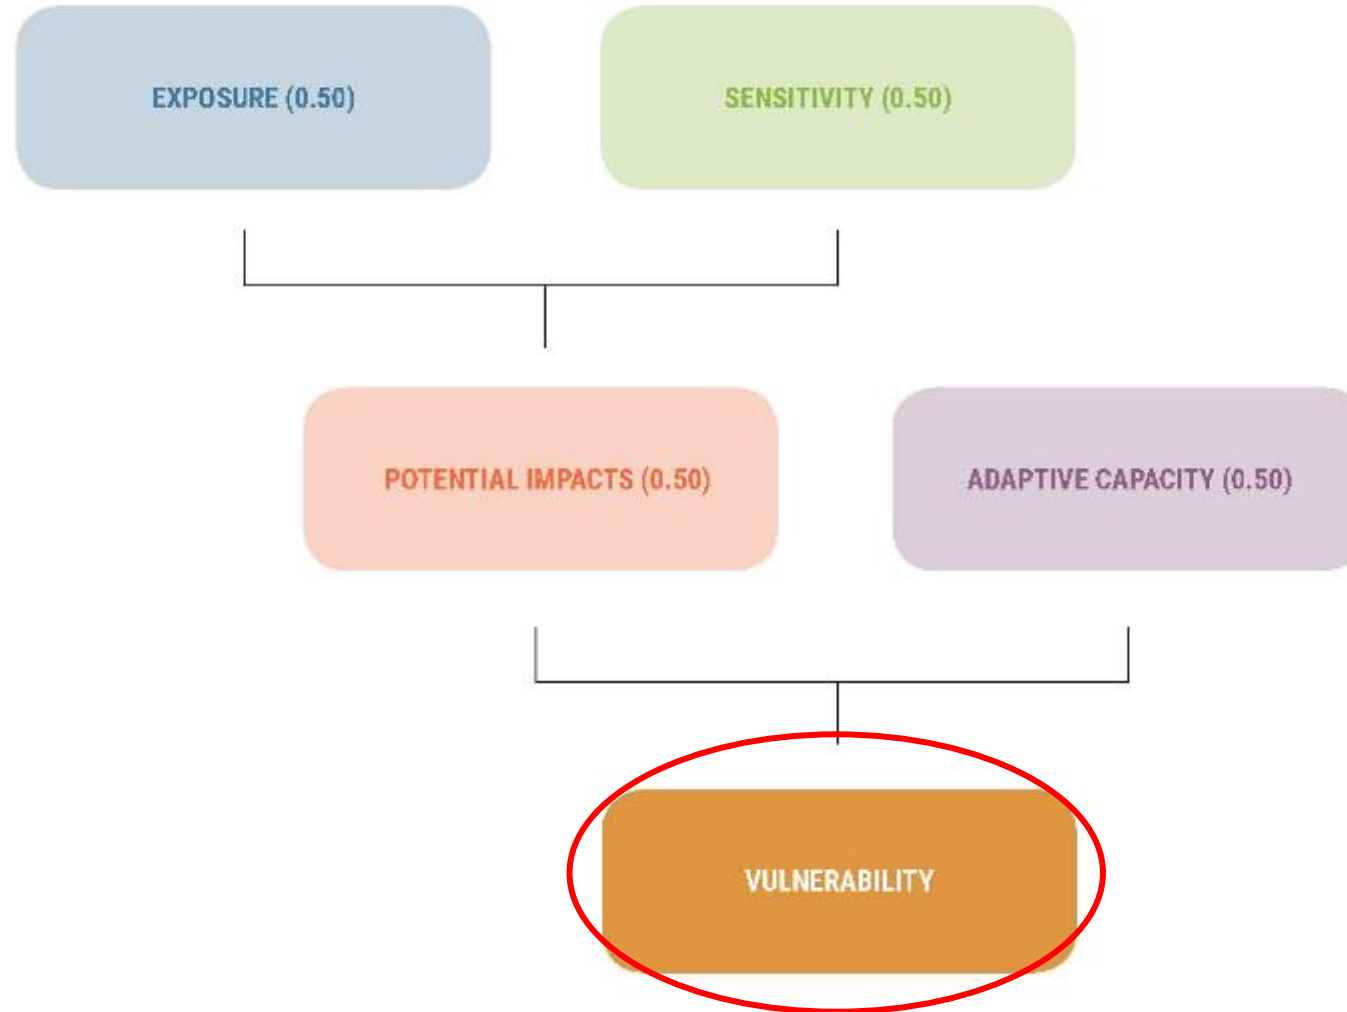 EXPOSURE (0.50)
SENSITIVITY (0.50)
POTENTIAL IMPACTS (0.50)
ADAPTIVE CAPACITY (0.50)
VULNERABILITY